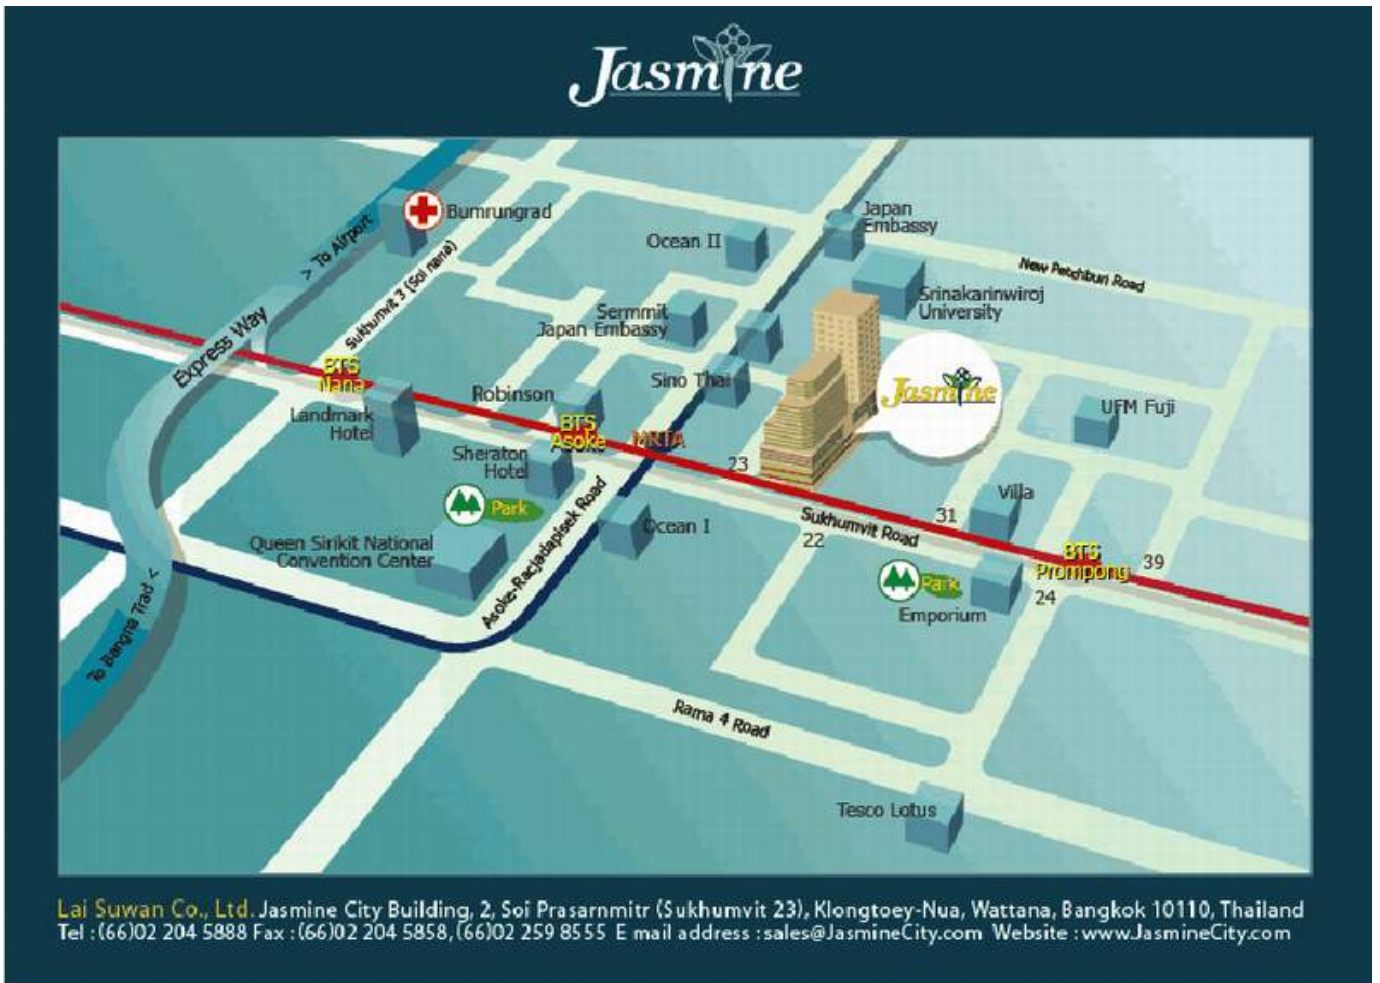 Jasmine
Bumrungrad
> To Airport
Sukhumvit 3 (Soi nana)
Express Way
Ocean II
Japan
Embassy
New Petchburi Road
Srinakarinwiroj
University
Sermmit
Japan Embassy
BTS
Nana
Landmark
Hotel
Robinson
Sino Thai
Jasmine
UFM Fuji
BTS
Asoke
MRTA
Sheraton
Hotel
23
Park
Queen Sirikit National
Convention Center
Asoke-Racjadapisek Road
Ocean I
Sukhumvit Road
22
31
Villa
BTS
Prompong
39
24
Park
Emporium
To Bangna Trad <
Rama 4 Road
Tesco Lotus
Lai Suwan Co., Ltd. Jasmine City Building, 2, Soi Prasarnmitr (Sukhumvit 23), Klongtoey-Nua, Wattana, Bangkok 10110, Thailand
Tel : (66)02 204 5888 Fax : (66)02 204 5858, (66)02 259 8555 E mail address : sales@JasmineCity.com Website : www.JasmineCity.com